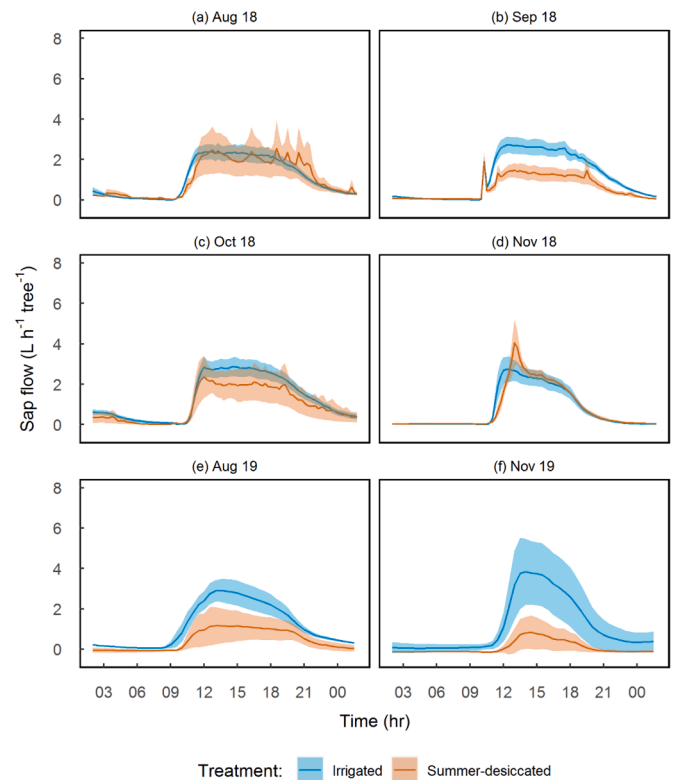 (a) Aug 18
(b) Sep 18
8
6
4
2
0
(c) Oct 18
(d) Nov 18
8
6
4
2
0
Sap flow (L h⁻¹ tree⁻¹)
(e) Aug 19
(f) Nov 19
8
6
4
2
0
03 06 09 12 15 18 21 00
03 06 09 12 15 18 21 00
Time (hr)
Treatment: Irrigated Summer-desiccated